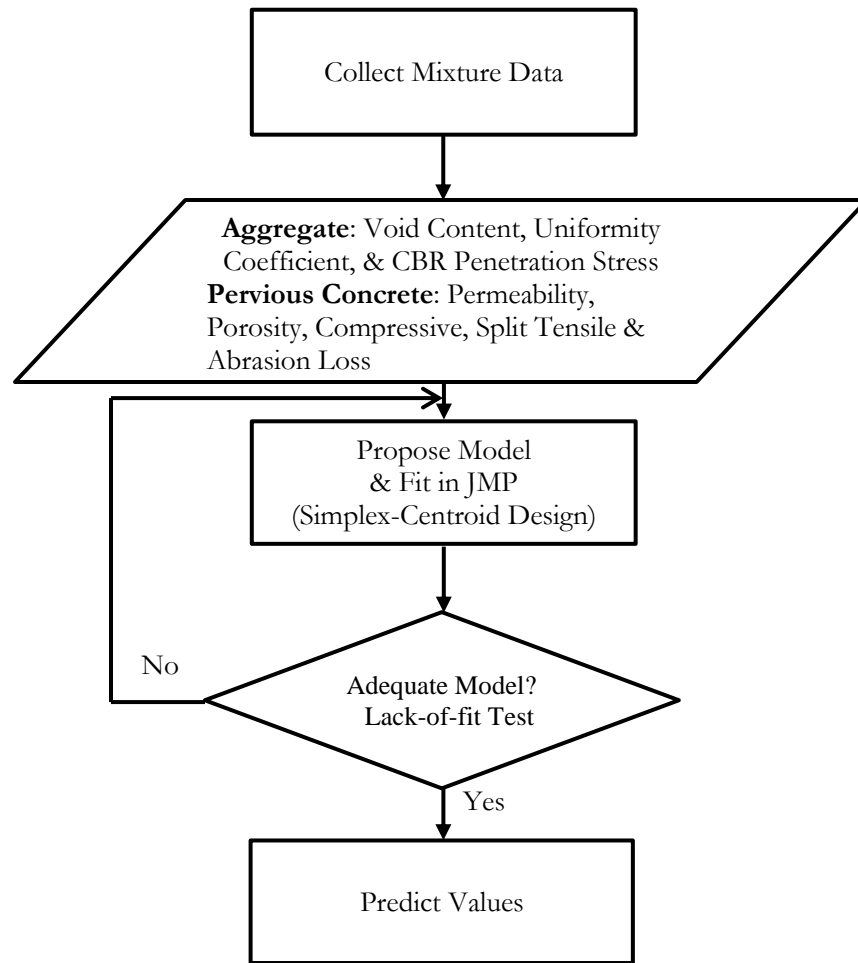 Collect Mixture Data
Aggregate: Void Content, Uniformity
Coefficient, & CBR Penetration Stress
Pervious Concrete: Permeability,
Porosity, Compressive, Split Tensile &
Abrasion Loss
Propose Model
& Fit in JMP
(Simplex-Centroid Design)
No
Adequate Model?
Lack-of-fit Test
Yes
Predict Values